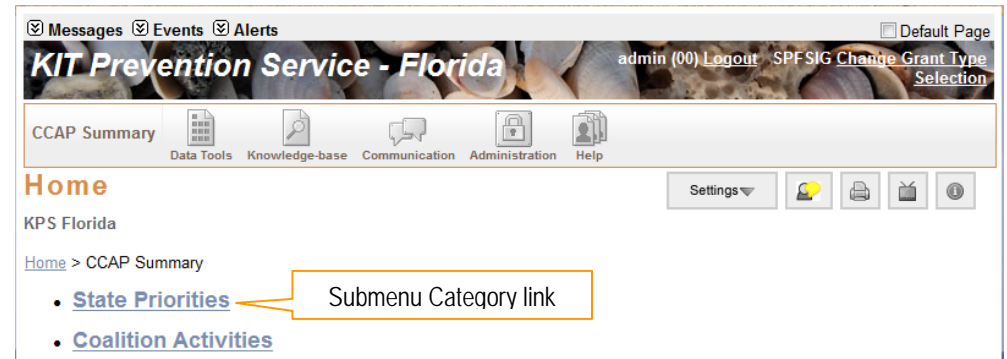 Messages Events Alerts Default Page
KIT Prevention Service - Florida admin (00) Logout SPFSIG Change Grant Type
Selection
CCAP Summary Data Tools Knowledge-base Communication Administration Help
Home Settings
KPS Florida
Home > CCAP Summary
• State Priorities Submenu Category link
• Coalition Activities